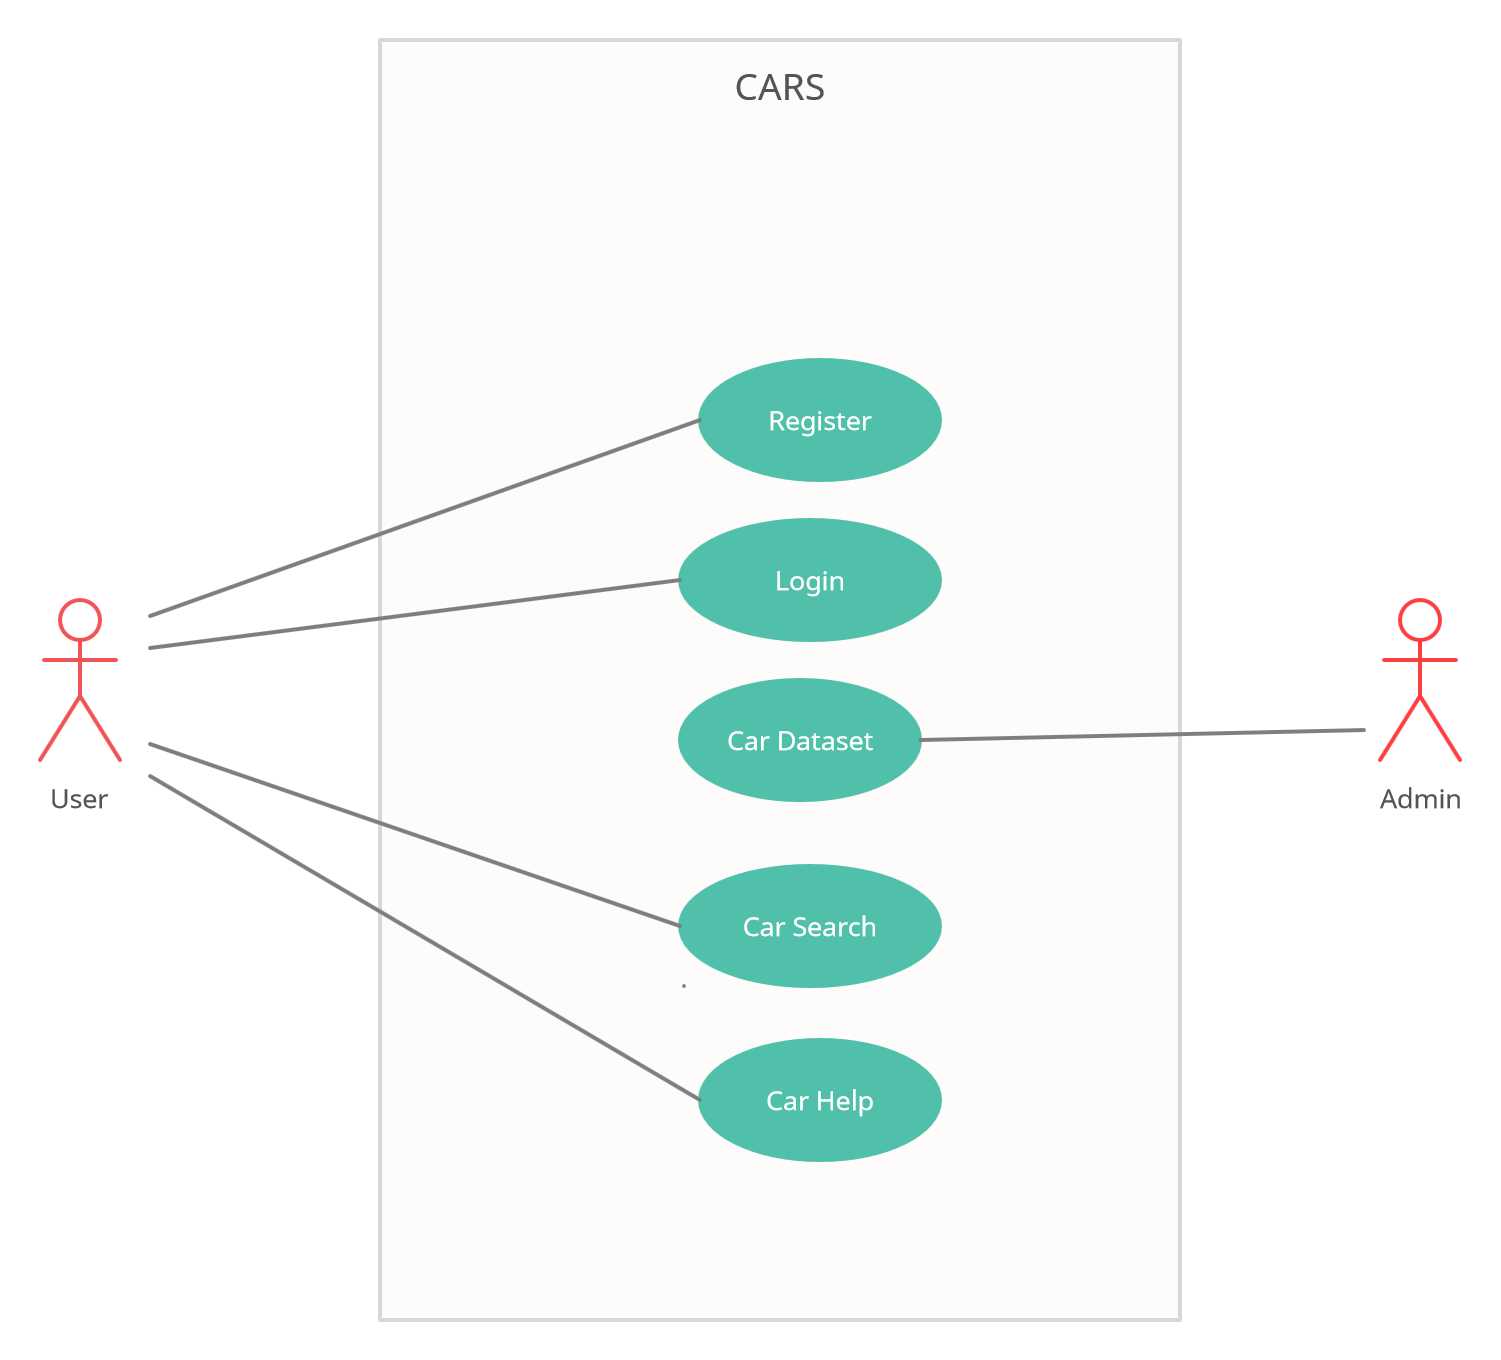 CARS
Register
Login
Car Dataset
User
Admin
Car Search
Car Help